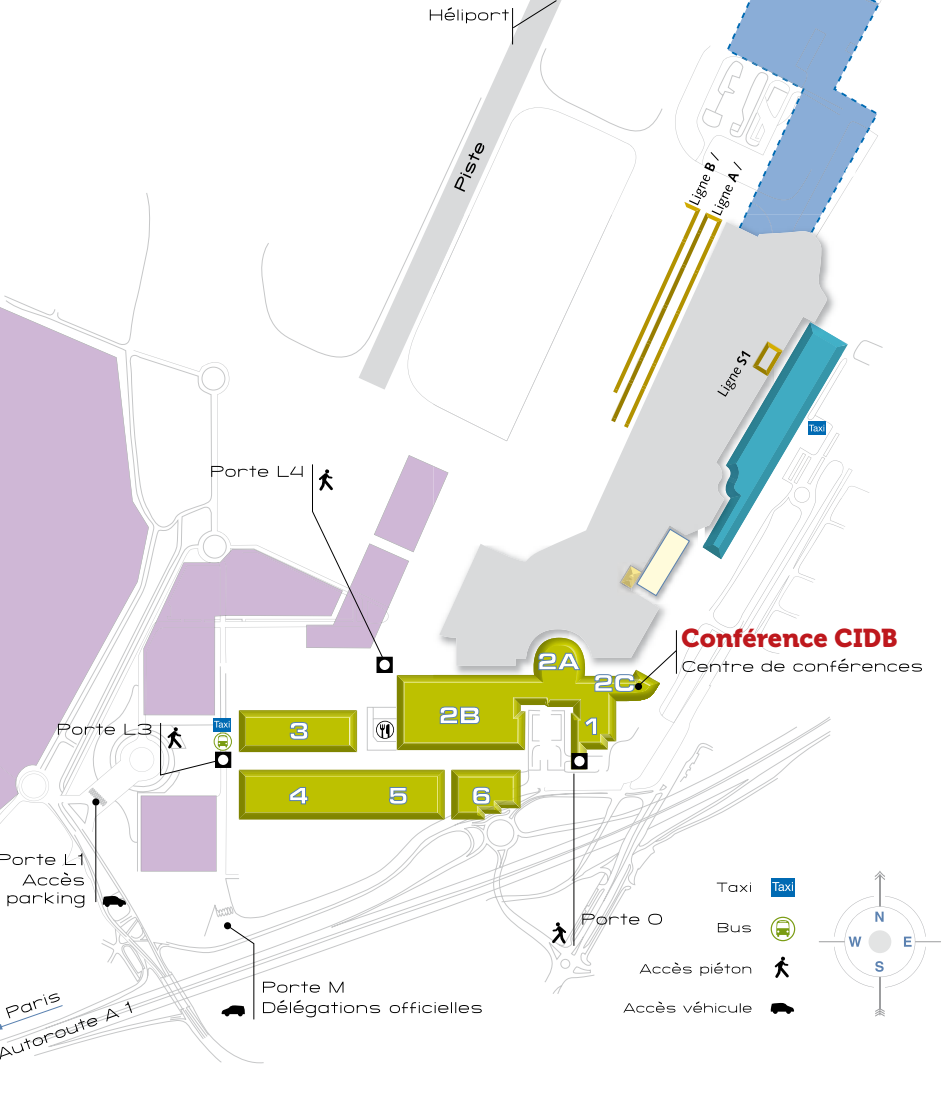 Héliport
Piste
Ligne B /
Ligne A /
Ligne S1
Taxi
Porte L4
Conférence CIDB
Centre de conférences
2A
2C
2B
1
3
Taxi
Porte L3
4
5
6
Porte L1
Accès
parking
Porte O
Porte M
Délégations officielles
Paris
Autoroute A 1
Taxi
Taxi
Bus
Accès piéton
Accès véhicule
N
W
E
S